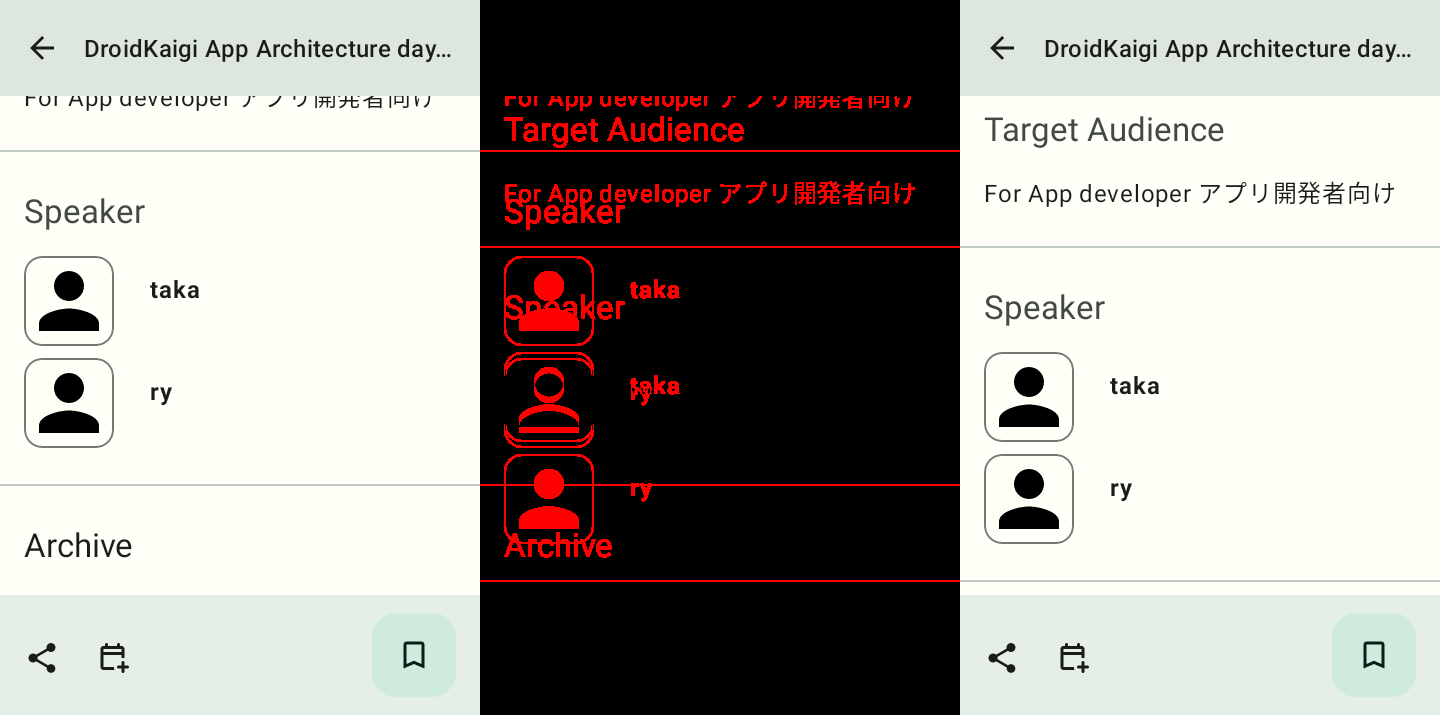 DroidKaigi App Architecture day…
For App developer アプリ開発者向け
Speaker
taka
ry
Archive
For App developer アプリ開発者向け
Target Audience
For App developer アプリ開発者向け
Speaker
taka
Speaker
taka
ry
ry
Archive
DroidKaigi App Architecture day…
Target Audience
For App developer アプリ開発者向け
Speaker
taka
ry